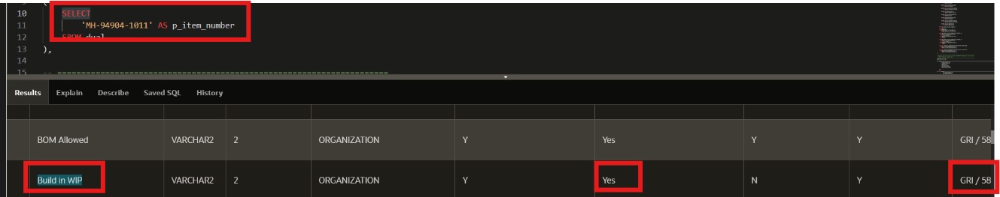 (
10 SELECT
11 'MH-94904-1011' AS p_item_number
12 FROM dual
13 ),
14
15 -- =====================================================================
Results Explain Describe Saved SQL History
BOM Allowed VARCHAR2 2 ORGANIZATION Y Yes Y Y GRI / 58
Build in WIP VARCHAR2 2 ORGANIZATION Y Yes N Y GRI / 58